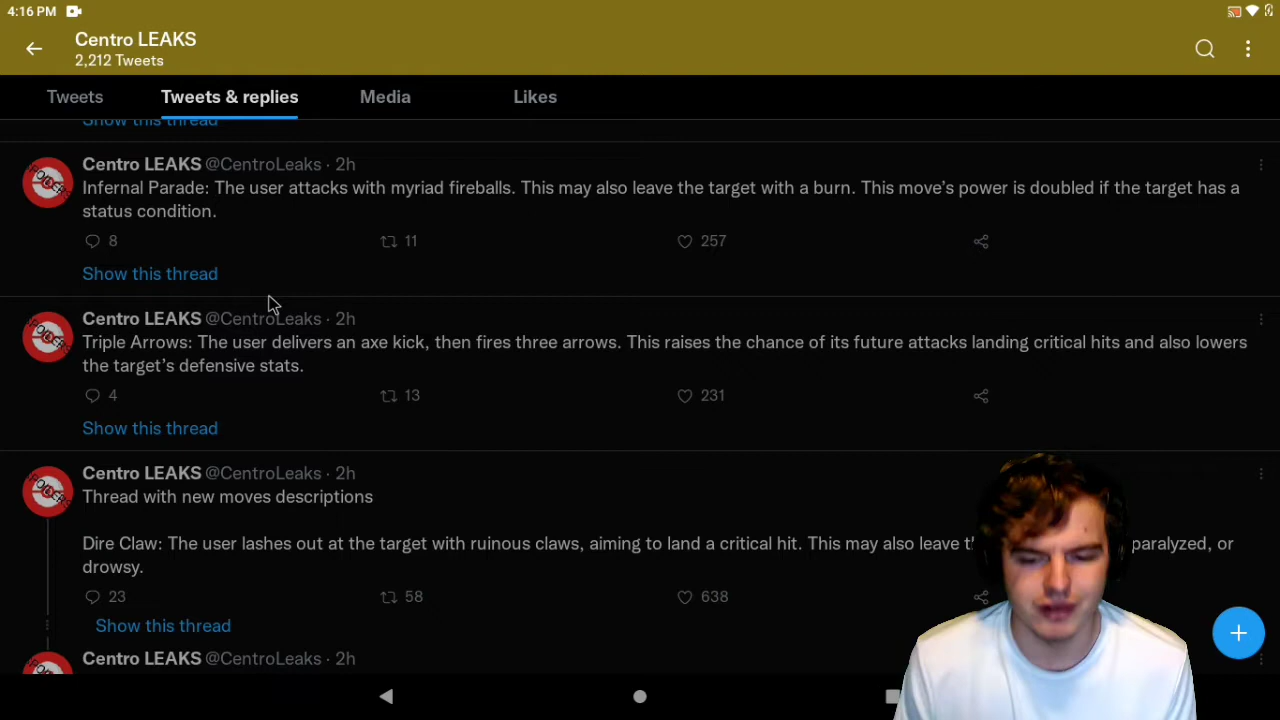 4:16 PM
Centro LEAKS
2,212 Tweets
Tweets
Tweets & replies
Media
Likes
Show this thread
Centro LEAKS @CentroLeaks · 2h
Infernal Parade: The user attacks with myriad fireballs. This may also leave the target with a burn. This move’s power is doubled if the target has a
status condition.
8 11 257
Show this thread
Centro LEAKS @CentroLeaks · 2h
Triple Arrows: The user delivers an axe kick, then fires three arrows. This raises the chance of its future attacks landing critical hits and also lowers
the target’s defensive stats.
4 13 231
Show this thread
Centro LEAKS @CentroLeaks · 2h
Thread with new moves descriptions
Dire Claw: The user lashes out at the target with ruinous claws, aiming to land a critical hit. This may also leave paralyzed, or
drowsy.
23 58 638
Show this thread
Centro LEAKS @CentroLeaks · 2h